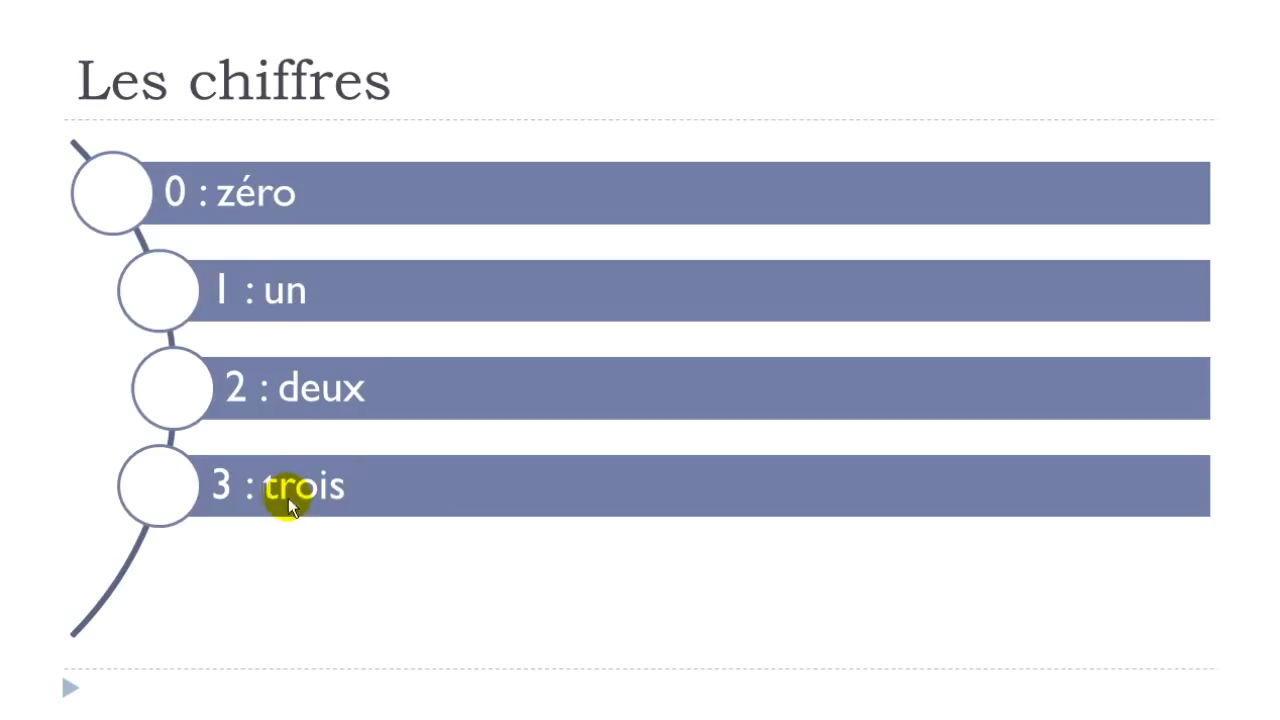 Les chiffres
0 : zéro
1 : un
2 : deux
3 : trois